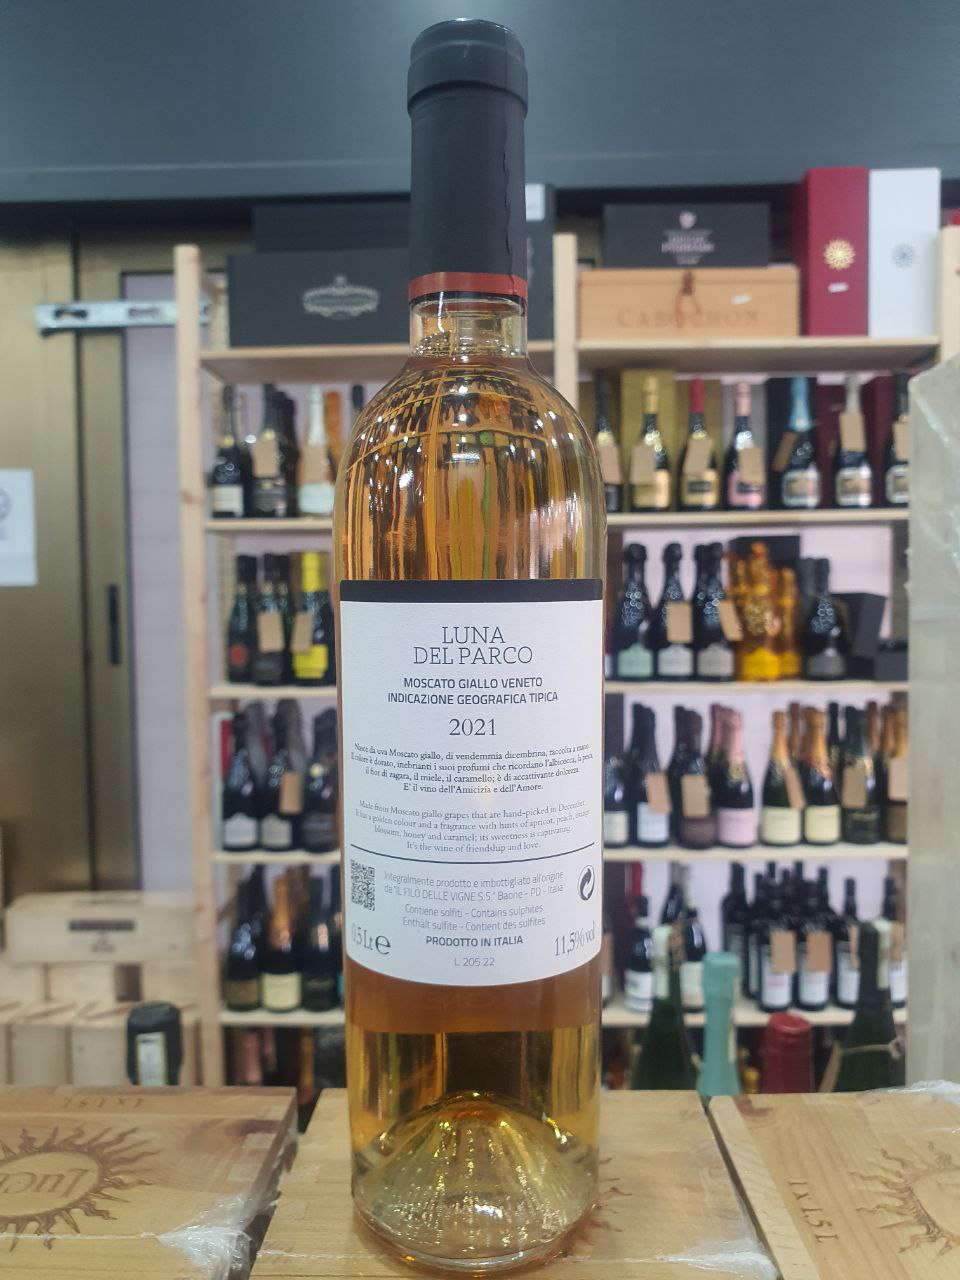 CABOCHON
LUNA
DEL PARCO
MOSCATO GIALLO VENETO
INDICAZIONE GEOGRAFICA TIPICA
2021
Nasce da uva Moscato giallo, di vendemmia dicembrina, raccolta a mano.
Il colore è dorato, inebrianti i suoi profumi che ricordano l'albicocca, la pesca,
il fior di zagara, il miele, il caramello; è di accattivante dolcezza.
E' il vino dell'Amicizia e dell'Amore.
Made from Moscato giallo grapes that are hand-picked in December.
It has a golden colour and a fragrance with hints of apricot, peach, orange
blossom, honey and caramel; its sweetness is captivating.
It's the wine of friendship and love.
Integralmente prodotto e imbottigliato all'origine
da "IL FILÒ DELLE VIGNE S.S." Baone - PD - Italia
Contiene solfiti - Contains sulphites
Enthält sulfite - Contient des sulfites
PRODOTTO IN ITALIA
0,5 Lt e
11,5% vol
L 205 22
1x1,5L